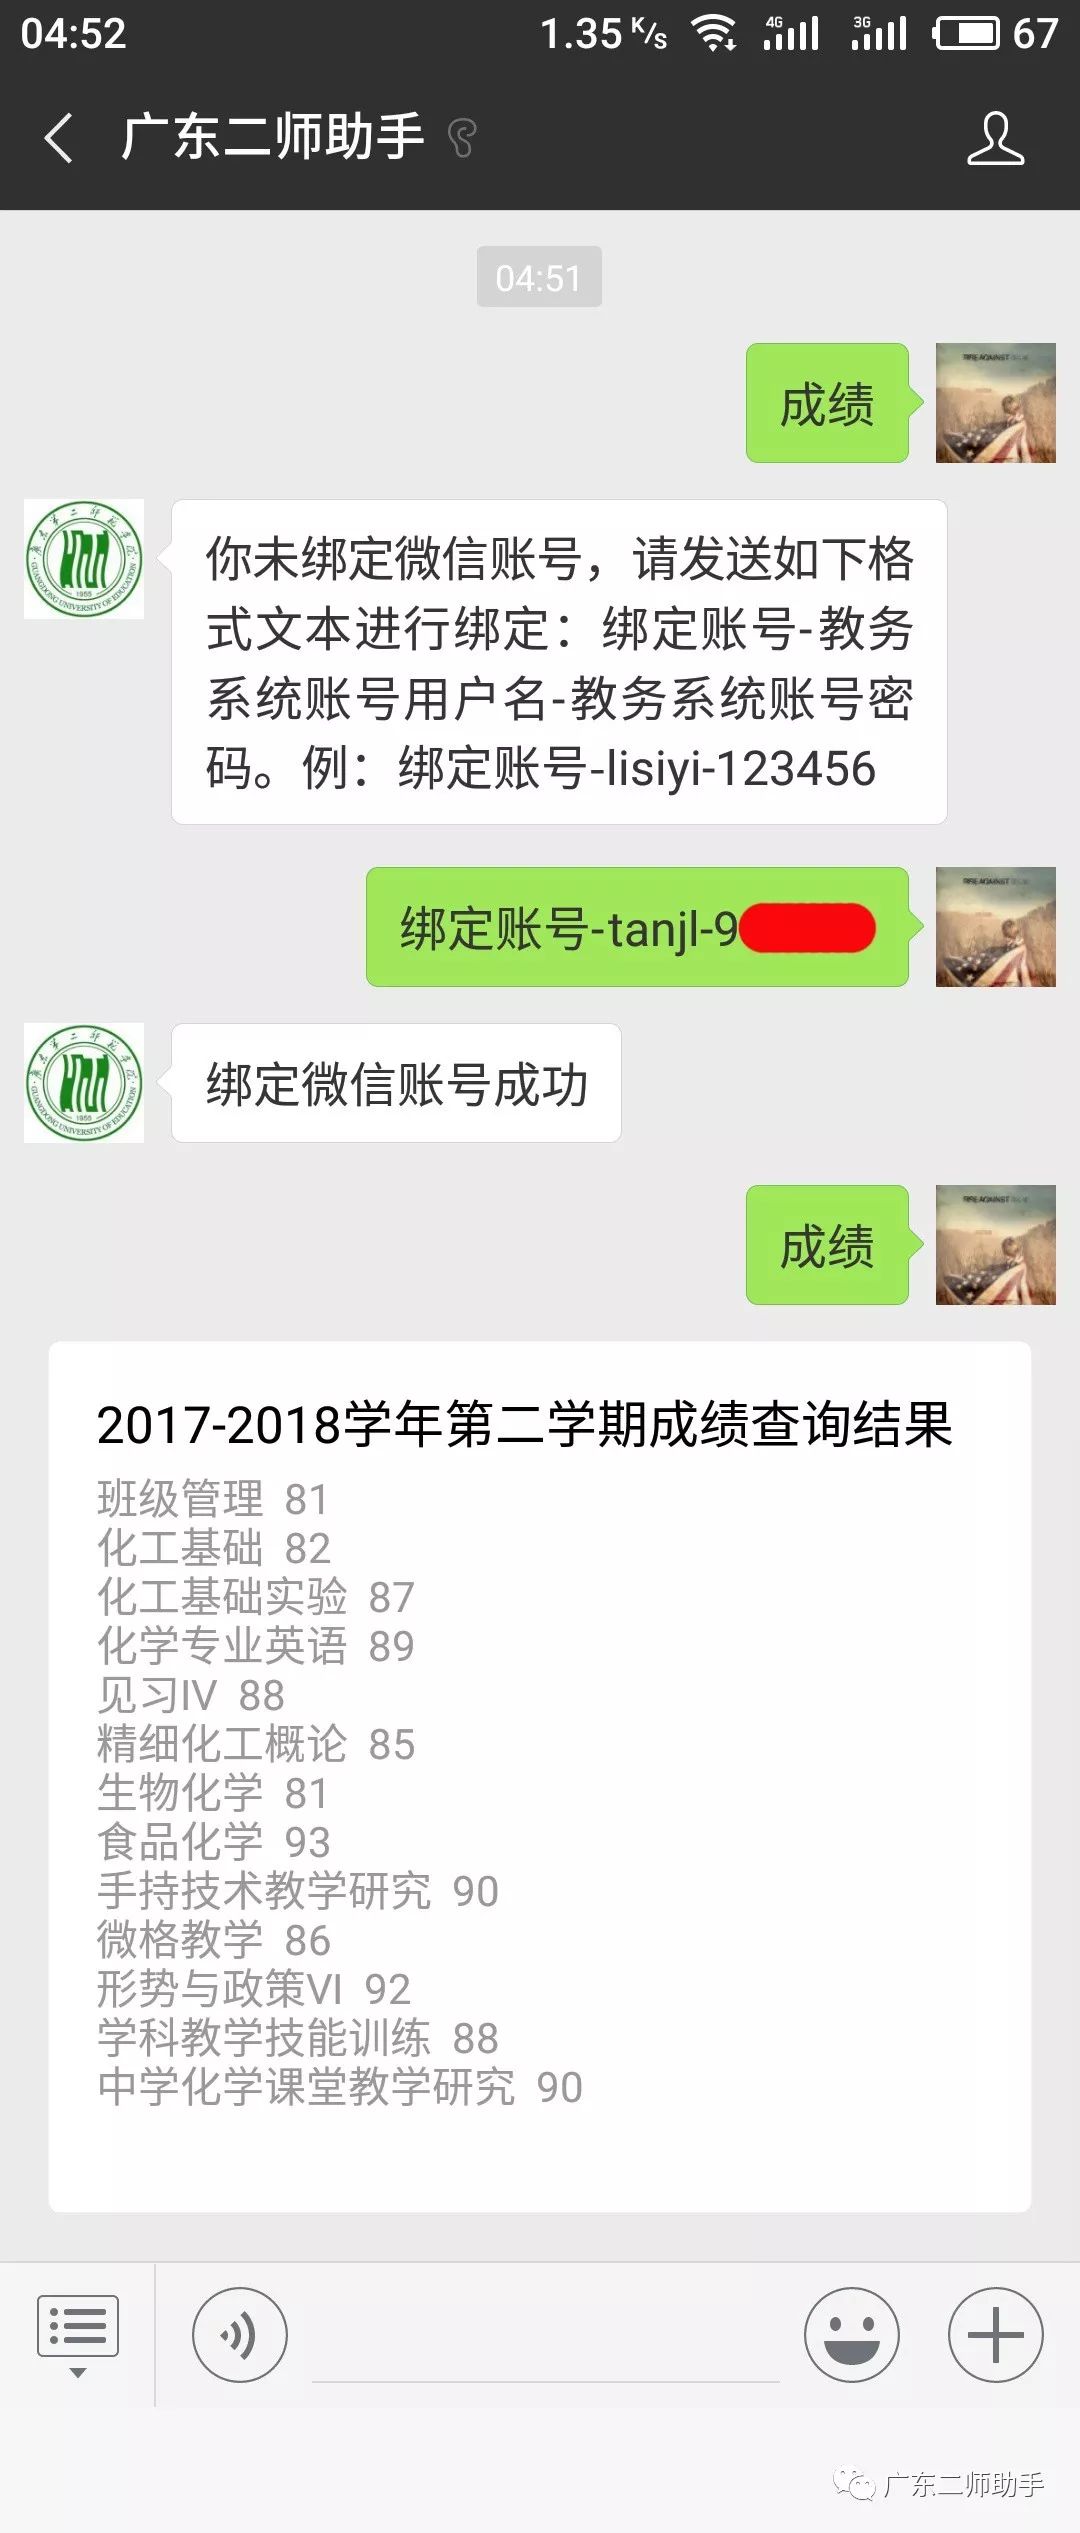 04:52
1.35 K/s 4G 3G 67
广东二师助手
04:51
成绩
你未绑定微信账号，请发送如下格
式文本进行绑定：绑定账号-教务
系统账号用户名-教务系统账号密
码。例：绑定账号-lisiyi-123456
绑定账号-tanjl-9
绑定微信账号成功
成绩
2017-2018学年第二学期成绩查询结果
班级管理 81
化工基础 82
化工基础实验 87
化学专业英语 89
见习IV 88
精细化工概论 85
生物化学 81
食品化学 93
手持技术教学研究 90
微格教学 86
形势与政策VI 92
学科教学技能训练 88
中学化学课堂教学研究 90
广东二师助手